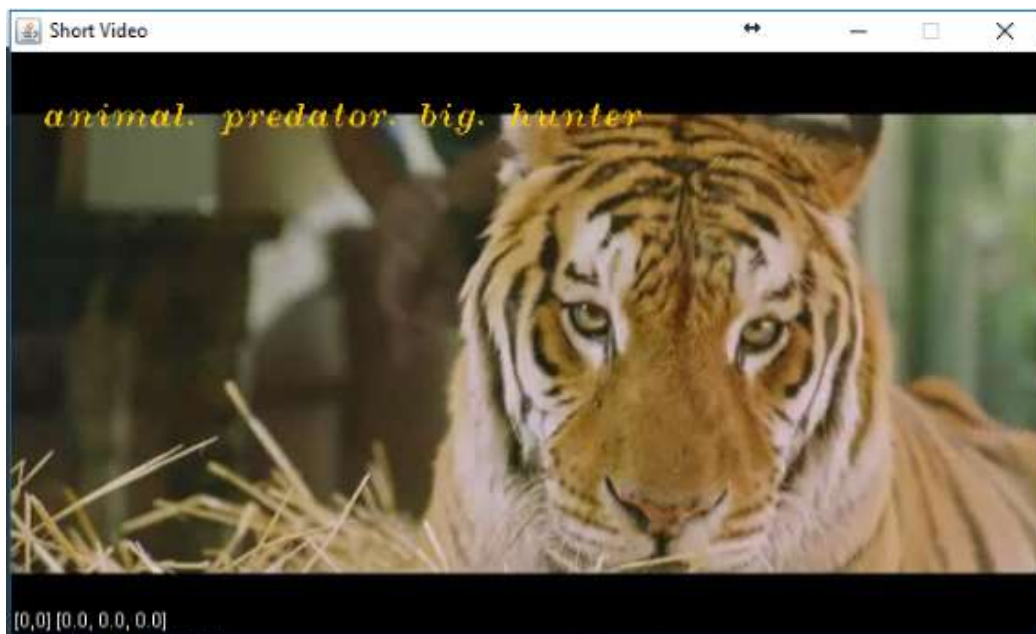 Short Video
animal. predator. big. hunter
[0,0] [0.0, 0.0, 0.0]